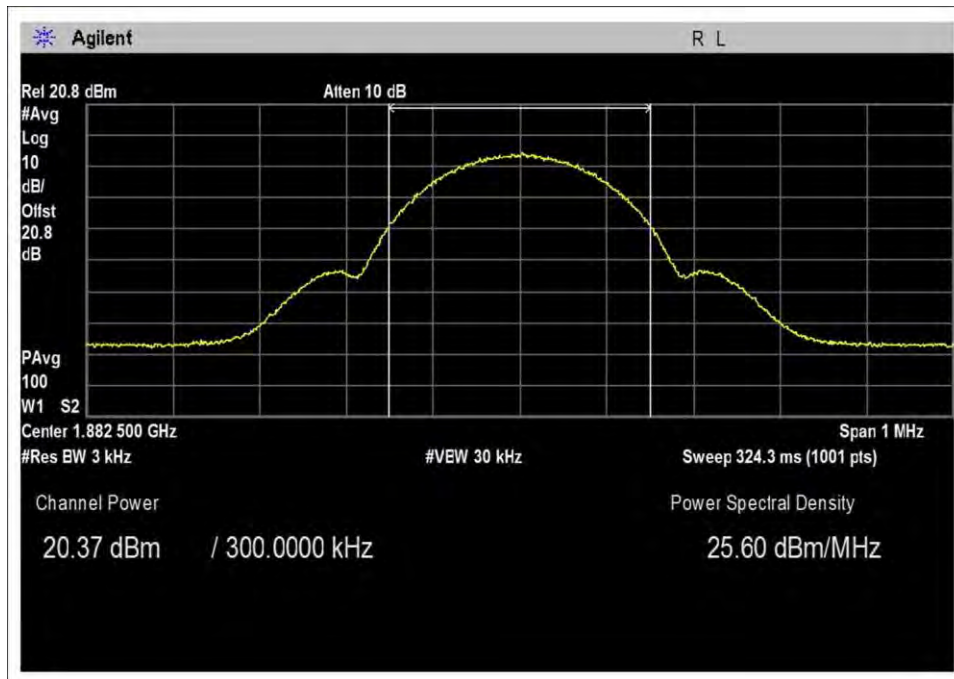 Agilent R L
Ref 20.8 dBm Atten 10 dB
#Avg
Log
10
dB/
Offst
20.8
dB
PAvg
100
W1 S2
Center 1.882 500 GHz Span 1 MHz
#Res BW 3 kHz #VBW 30 kHz Sweep 324.3 ms (1001 pts)
Channel Power Power Spectral Density
20.37 dBm / 300.0000 kHz 25.60 dBm/MHz